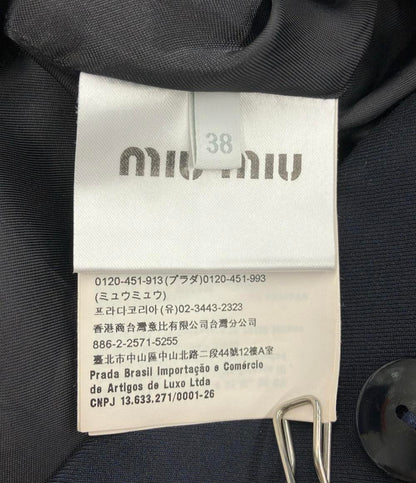 38
miu miu
0120-451-913(プラダ)0120-451-993
(ミュウミュウ)
프라다코리아 (유)02-3443-2323
香港商台灣童比有限公司台灣分公司
886-2-2571-5255
臺北市中山區中山北路二段44號12樓A室
Prada Brasil Importação e Comércio
de Artigos de Luxo Ltda
CNPJ 13.633.271/0001-26